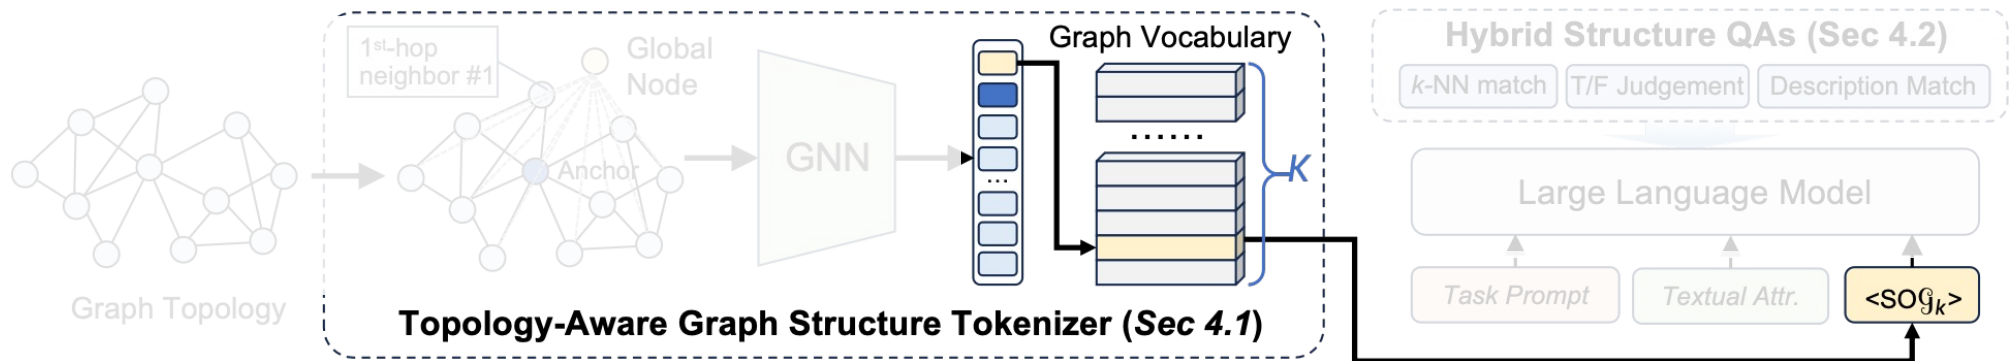 Graph Topology
1st-hop
neighbor #1
Global
Node
Anchor
GNN
...
Graph Vocabulary
......
K
Topology-Aware Graph Structure Tokenizer (Sec 4.1)
Hybrid Structure QAs (Sec 4.2)
k-NN match
T/F Judgement
Description Match
Large Language Model
Task Prompt
Textual Attr.
<SO𝒢k>